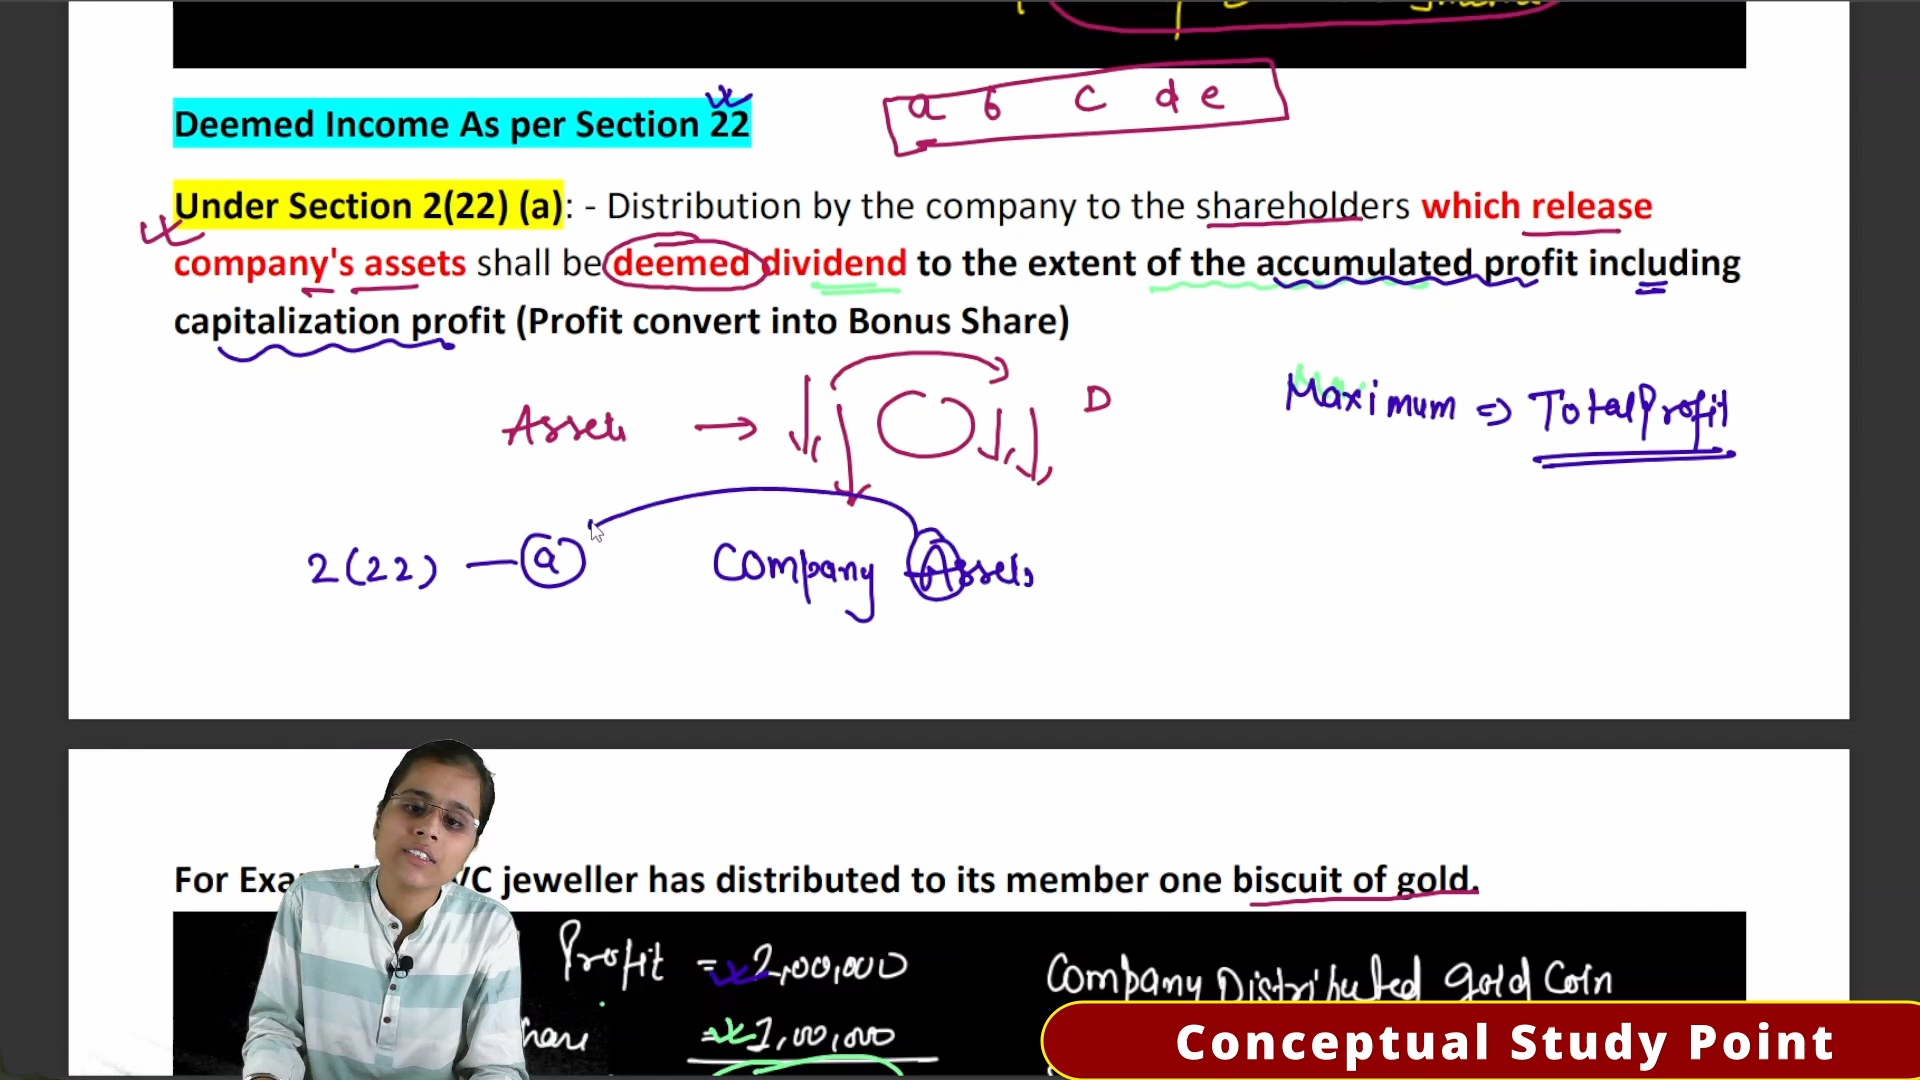 a b c d e
Deemed Income As per Section 22
Under Section 2(22) (a): - Distribution by the company to the shareholders which release
company's assets shall be deemed dividend to the extent of the accumulated profit including
capitalization profit (Profit convert into Bonus Share)
Assets → D
Maximum ⇒ Total Profit
2(22) — a Company Assets
For Exa VC jeweller has distributed to its member one biscuit of gold.
Profit = 2,00,000
Company Distributed gold Coin
hare = 1,00,000
Conceptual Study Point